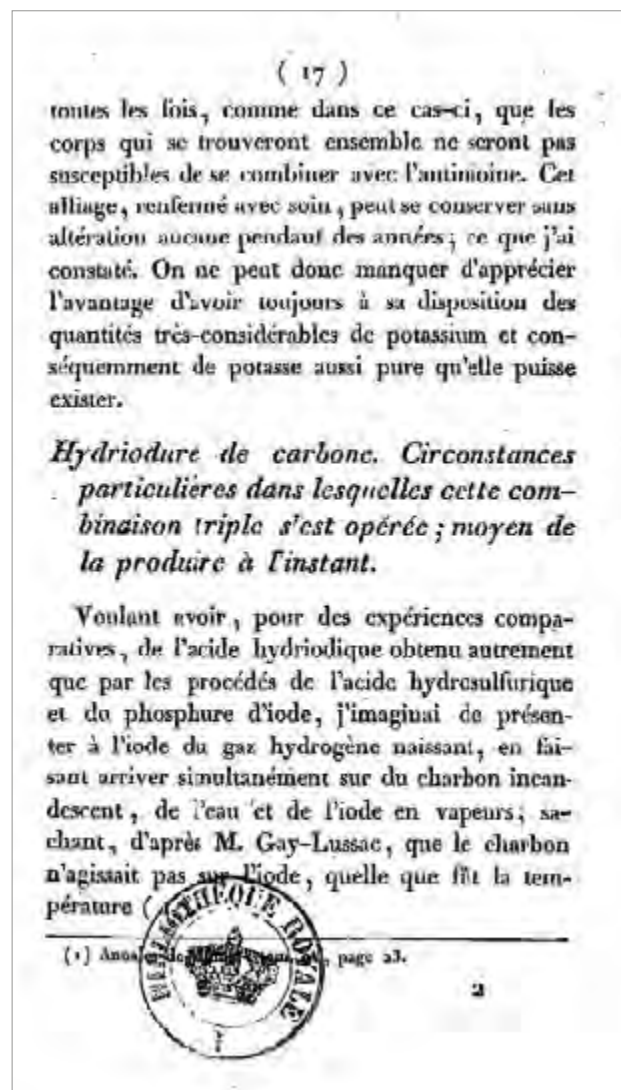 ( 17 )
toutes les fois, comme dans ce cas-ci, que les
corps qui se trouveront ensemble ne seront pas
susceptibles de se combiner avec l'antimoine. Cet
alliage, renfermé avec soin, peut se conserver sans
altération aucune pendant des années; ce que j'ai
constaté. On ne peut donc manquer d'apprécier
l'avantage d'avoir toujours à sa disposition des
quantités très-considérables de potassium et con-
séquemment de potasse aussi pure qu'elle puisse
exister.
Hydriodure de carbone. Circonstances
particulières dans lesquelles cette com-
binaison triple s'est opérée; moyen de
la produire à l'instant.
Voulant avoir, pour des expériences compa-
ratives, de l'acide hydriodique obtenu autrement
que par les procédés de l'acide hydrosulfurique
et du phosphure d'iode, j'imaginai de présen-
ter à l'iode du gaz hydrogène naissant, en fai-
sant arriver simultanément sur du charbon incan-
descent, de l'eau et de l'iode en vapeurs; sa-
chant, d'après M. Gay-Lussac, que le charbon
n'agissait pas sur l'iode, quelle que fût la tem-
pérature (
(1) page 23.
2
BIBLIOTHÈQUE ROYALE